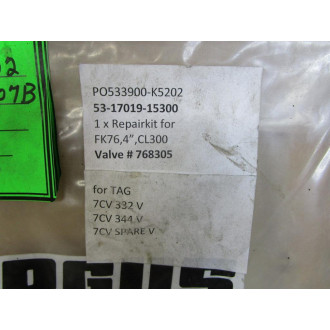 PO533900-K5202
53-17019-15300
1 x Repairkit for
FK76,4”,CL300
Valve # 768305
for TAG
7CV 332 V
7CV 344 V
7CV SPARE V
07B